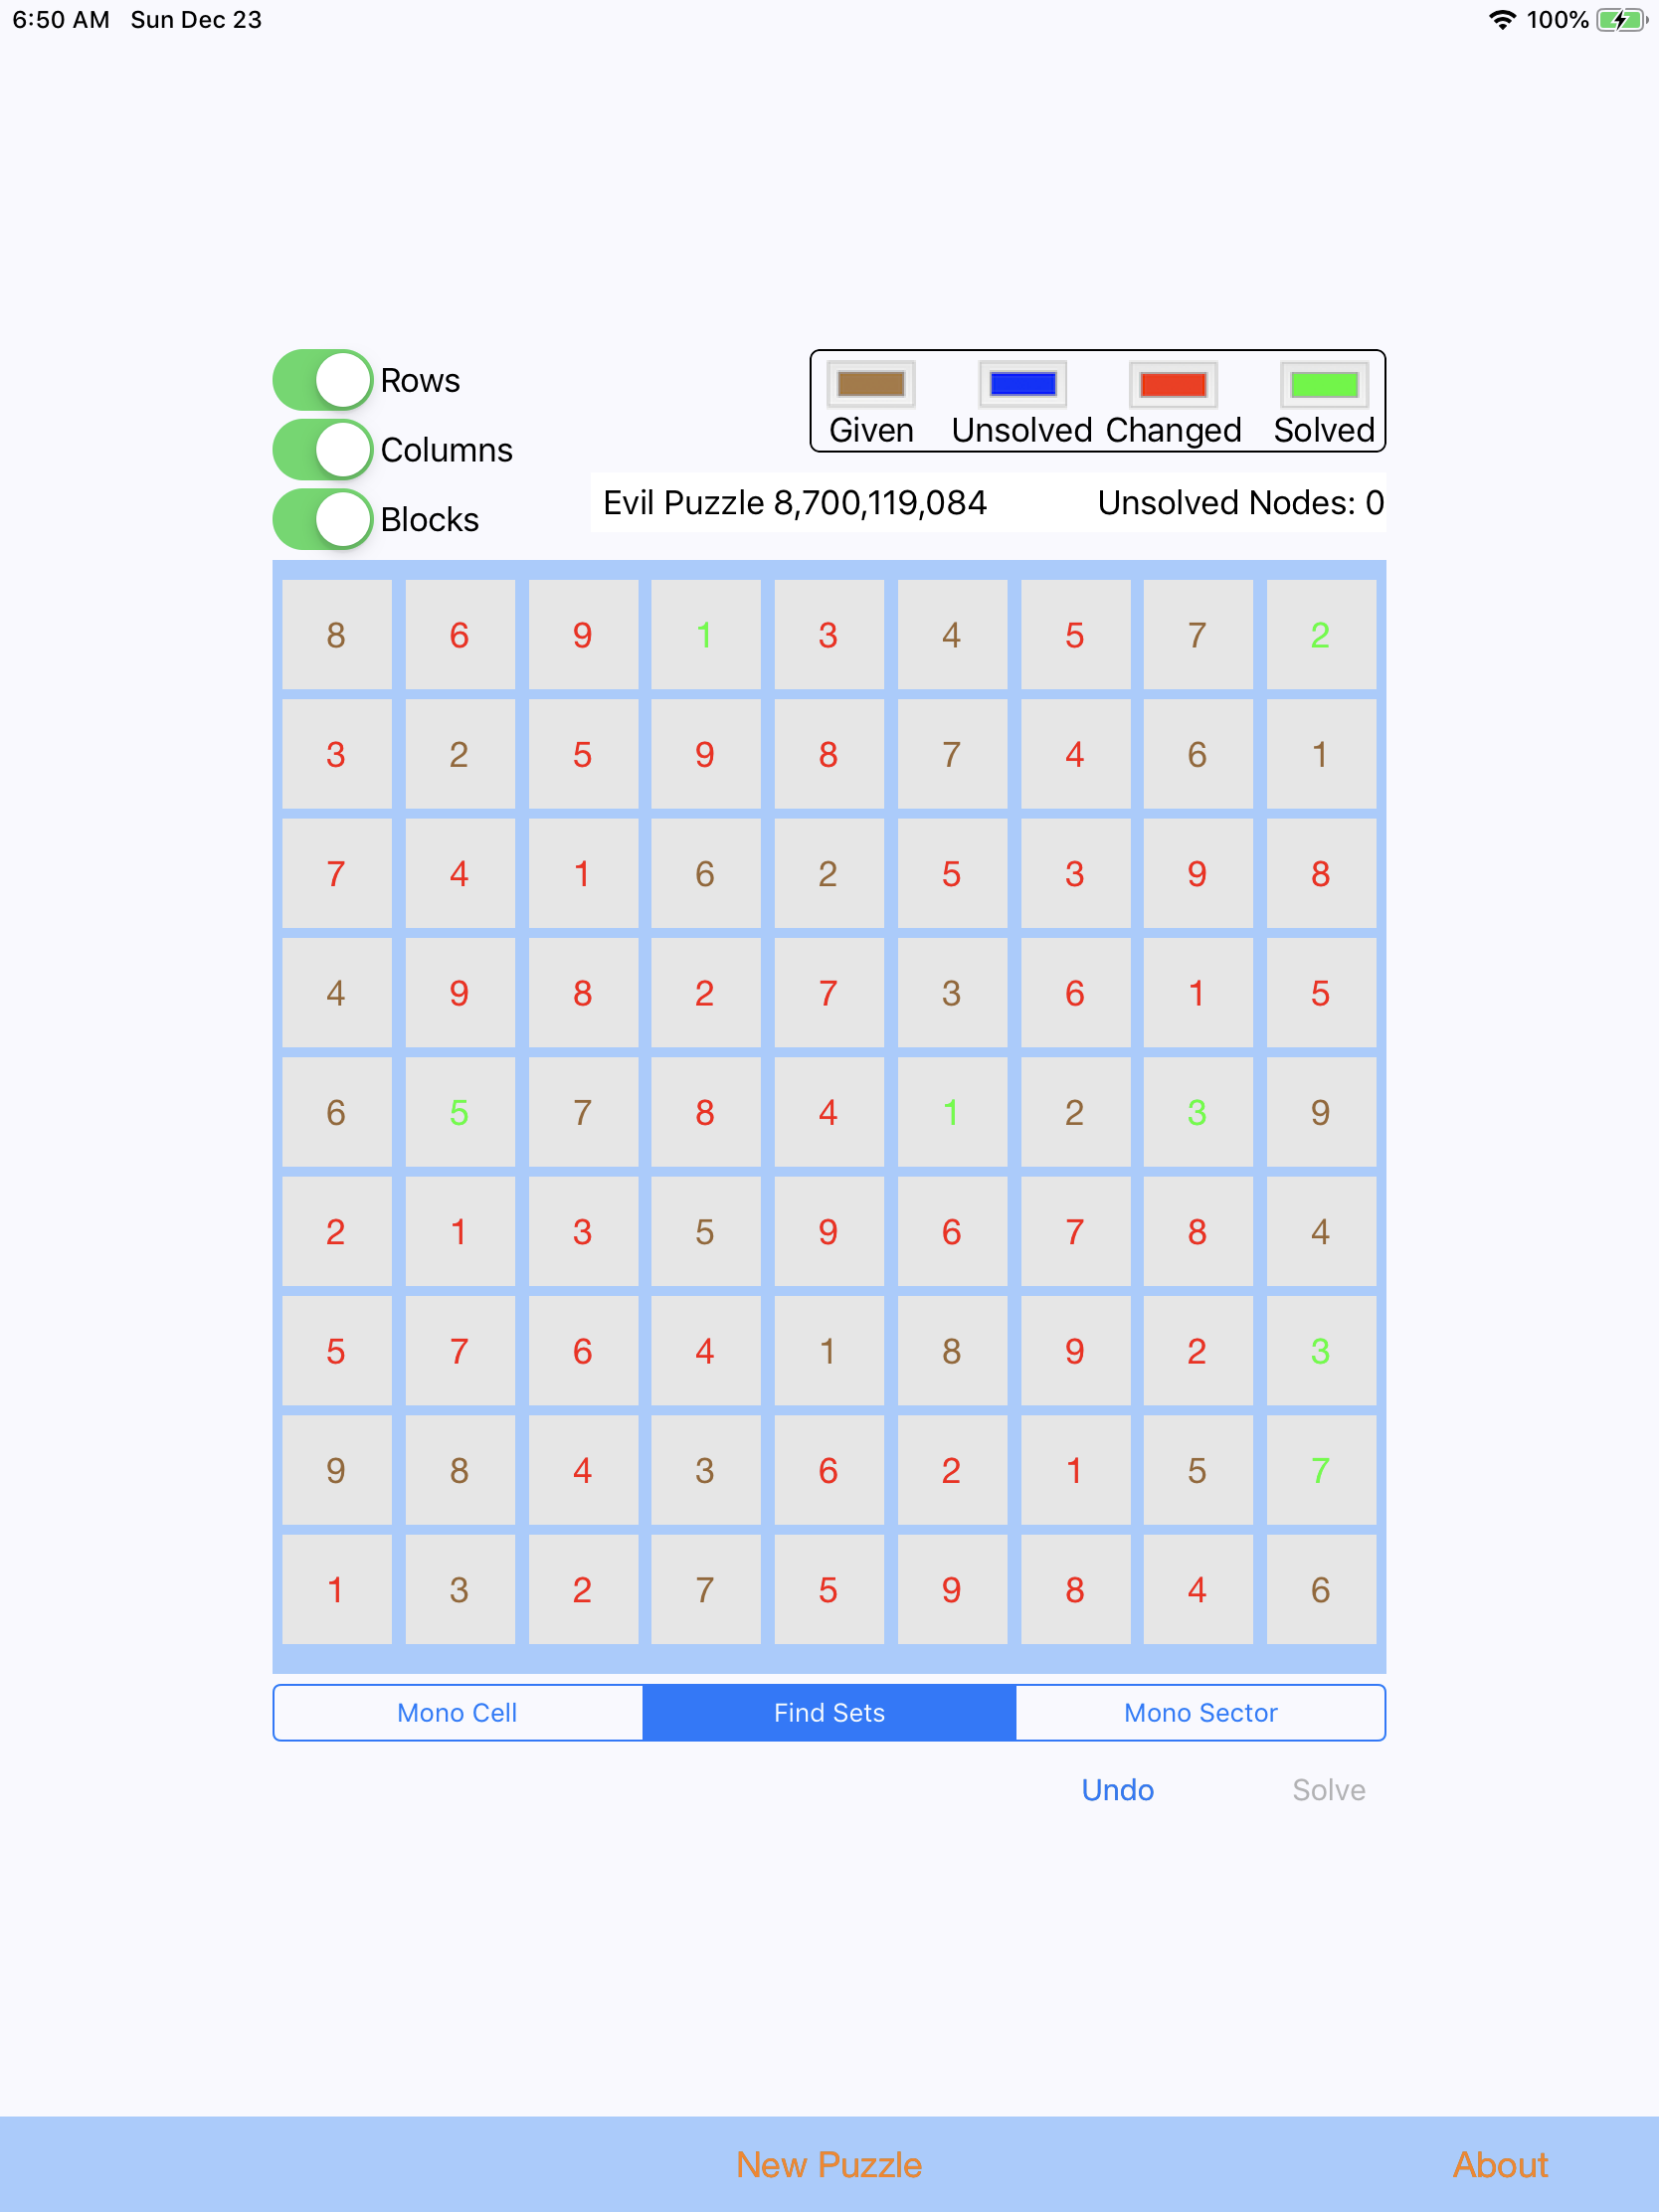 6:50 AM Sun Dec 23 100%
Rows
Columns
Blocks
Given Unsolved Changed Solved
Evil Puzzle 8,700,119,084 Unsolved Nodes: 0
8 6 9 1 3 4 5 7 2
3 2 5 9 8 7 4 6 1
7 4 1 6 2 5 3 9 8
4 9 8 2 7 3 6 1 5
6 5 7 8 4 1 2 3 9
2 1 3 5 9 6 7 8 4
5 7 6 4 1 8 9 2 3
9 8 4 3 6 2 1 5 7
1 3 2 7 5 9 8 4 6
Mono Cell Find Sets Mono Sector
Undo Solve
New Puzzle About